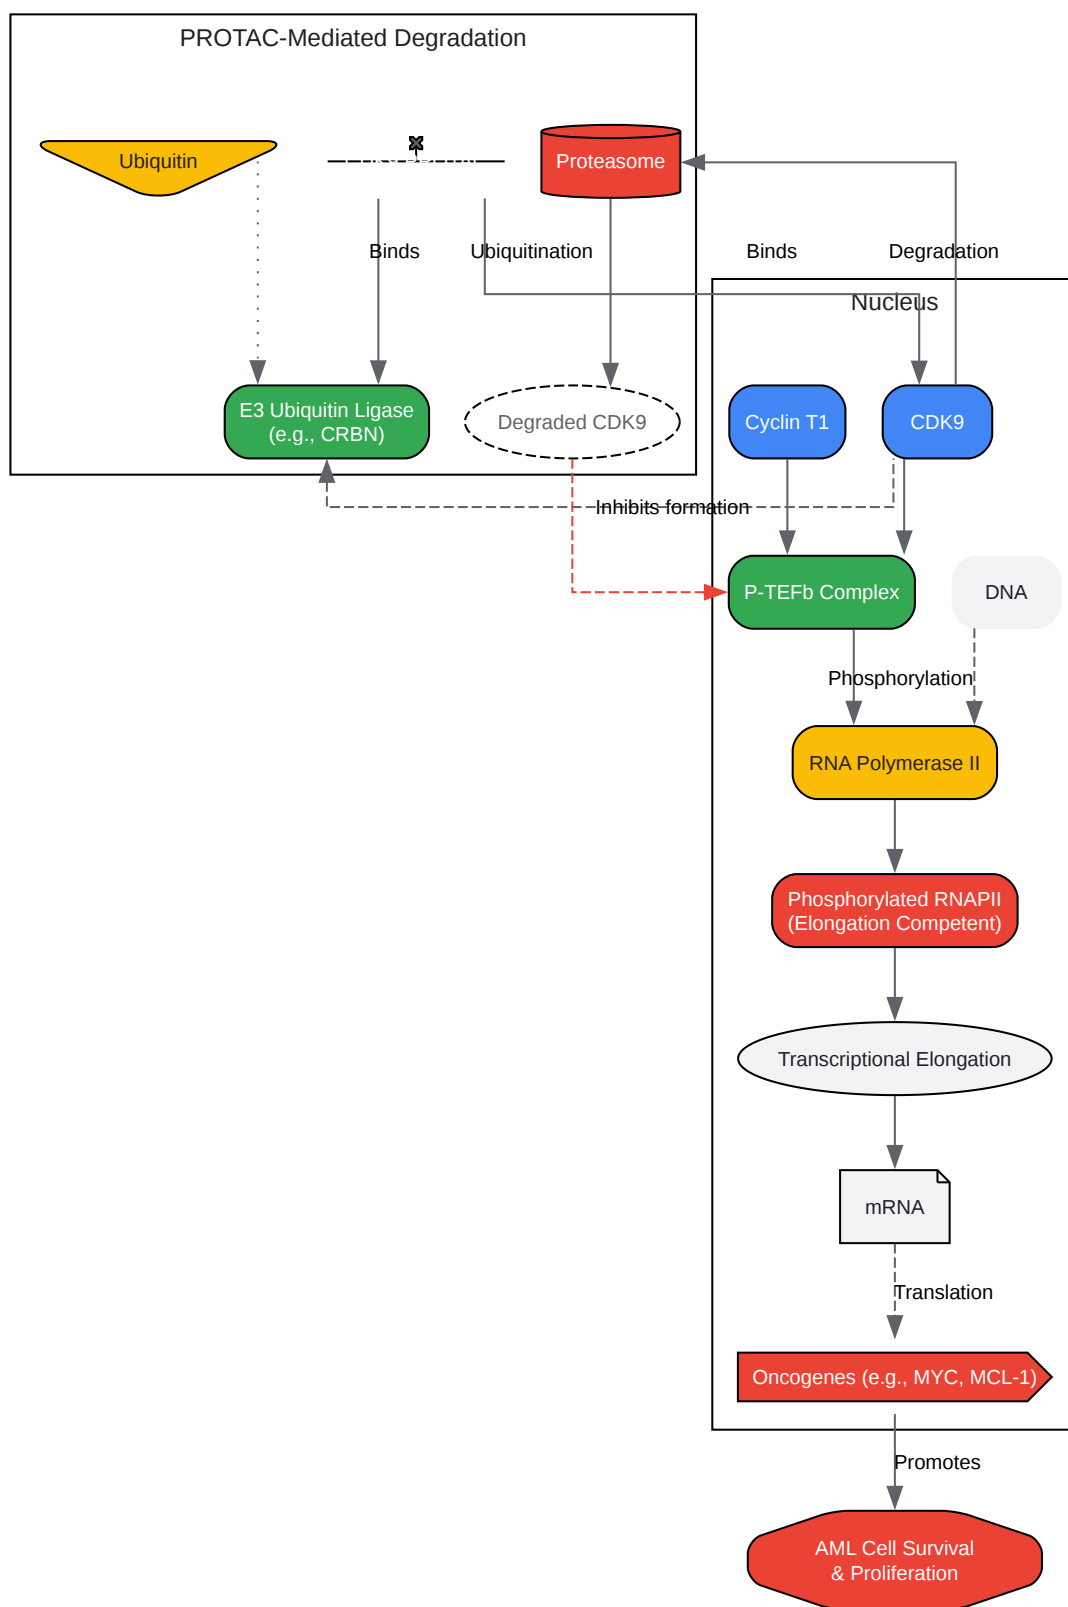 PROTAC-Mediated Degradation
Ubiquitin
Proteasome
Binds
Ubiquitination
Binds
Degradation
Nucleus
E3 Ubiquitin Ligase
(e.g., CRBN)
Degraded CDK9
Cyclin T1
CDK9
Inhibits formation
P-TEFb Complex
DNA
Phosphorylation
RNA Polymerase II
Phosphorylated RNAPII
(Elongation Competent)
Transcriptional Elongation
mRNA
Translation
Oncogenes (e.g., MYC, MCL-1)
Promotes
AML Cell Survival
& Proliferation